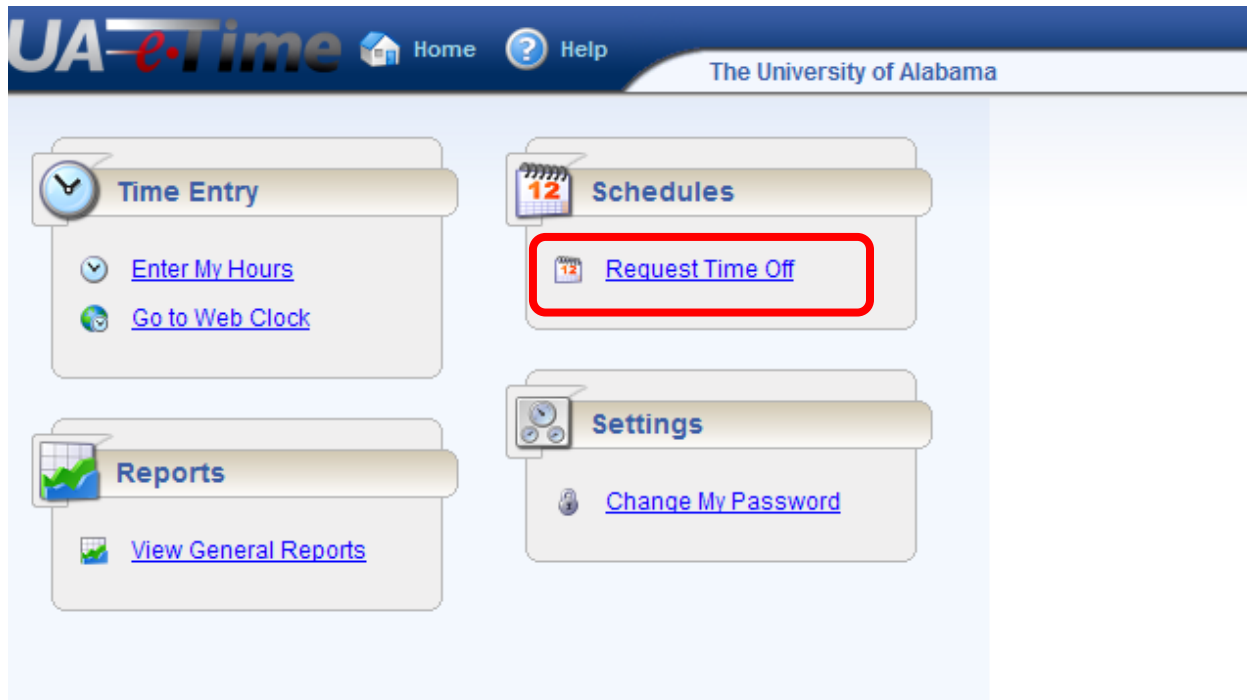 UA-e•Time Home Help
The University of Alabama
Time Entry
Enter My Hours
Go to Web Clock
Schedules
12
12
Request Time Off
Reports
View General Reports
Settings
Change My Password